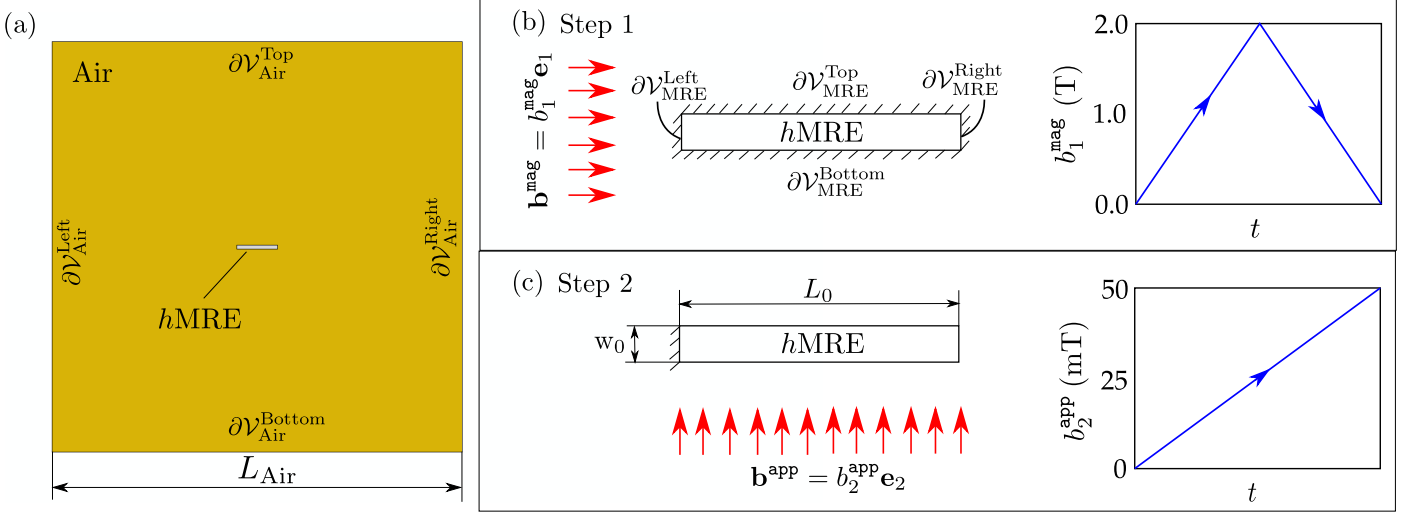 (a)
Air
∂𝒱_Air^Top
∂𝒱_Air^Left
∂𝒱_Air^Right
hMRE
∂𝒱_Air^Bottom
L_Air
(b) Step 1
𝐛^mag = b_1^mag 𝐞_1
∂𝒱_MRE^Left
∂𝒱_MRE^Top
∂𝒱_MRE^Right
hMRE
∂𝒱_MRE^Bottom
b_1^mag (T)
2.0
1.0
0.0
t
(c) Step 2
L_0
w_0
hMRE
𝐛^app = b_2^app 𝐞_2
b_2^app (mT)
50
25
0
t